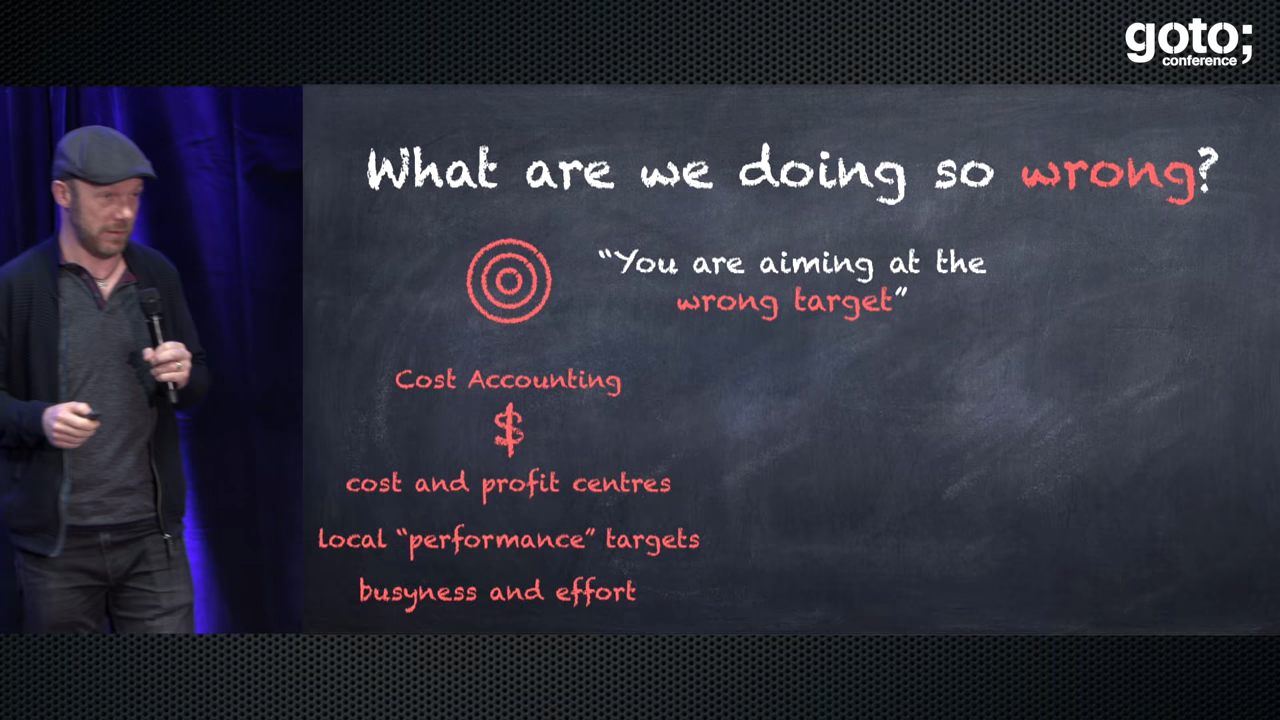 goto;
conference
What are we doing so wrong?
“You are aiming at the
wrong target”
Cost Accounting
$
cost and profit centres
local “performance” targets
busyness and effort